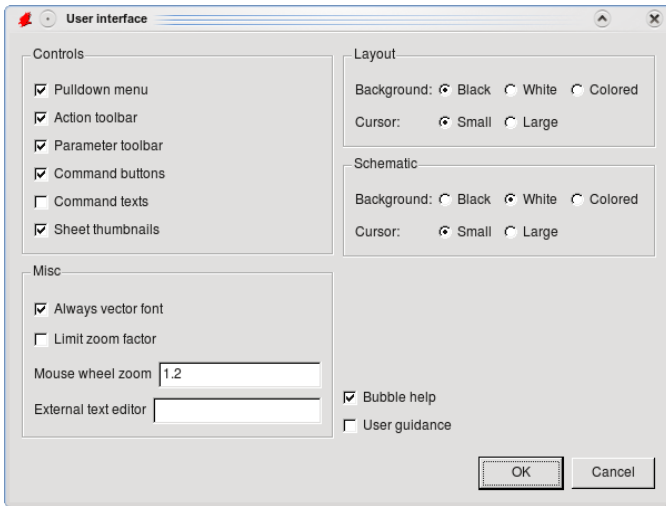 User interface
Controls
Pulldown menu
Action toolbar
Parameter toolbar
Command buttons
Command texts
Sheet thumbnails
Misc
Always vector font
Limit zoom factor
Mouse wheel zoom 1.2
External text editor
Layout
Background: Black White Colored
Cursor: Small Large
Schematic
Background: Black White Colored
Cursor: Small Large
Bubble help
User guidance
OK Cancel